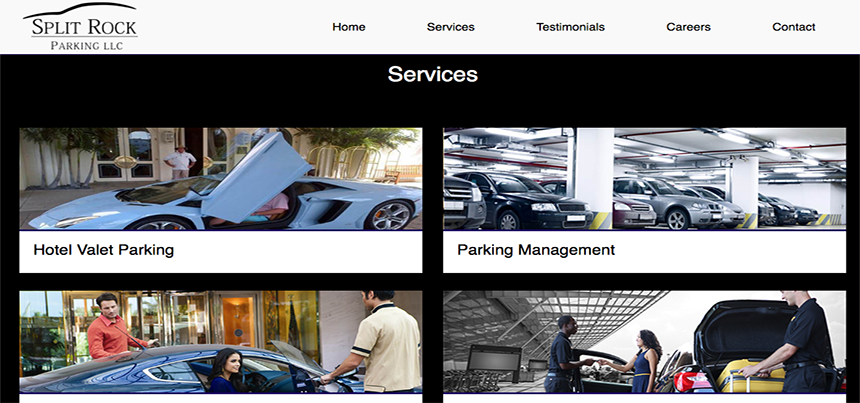 SPLIT ROCK
PARKING LLC
Home
Services
Testimonials
Careers
Contact
Services
Hotel Valet Parking
Parking Management